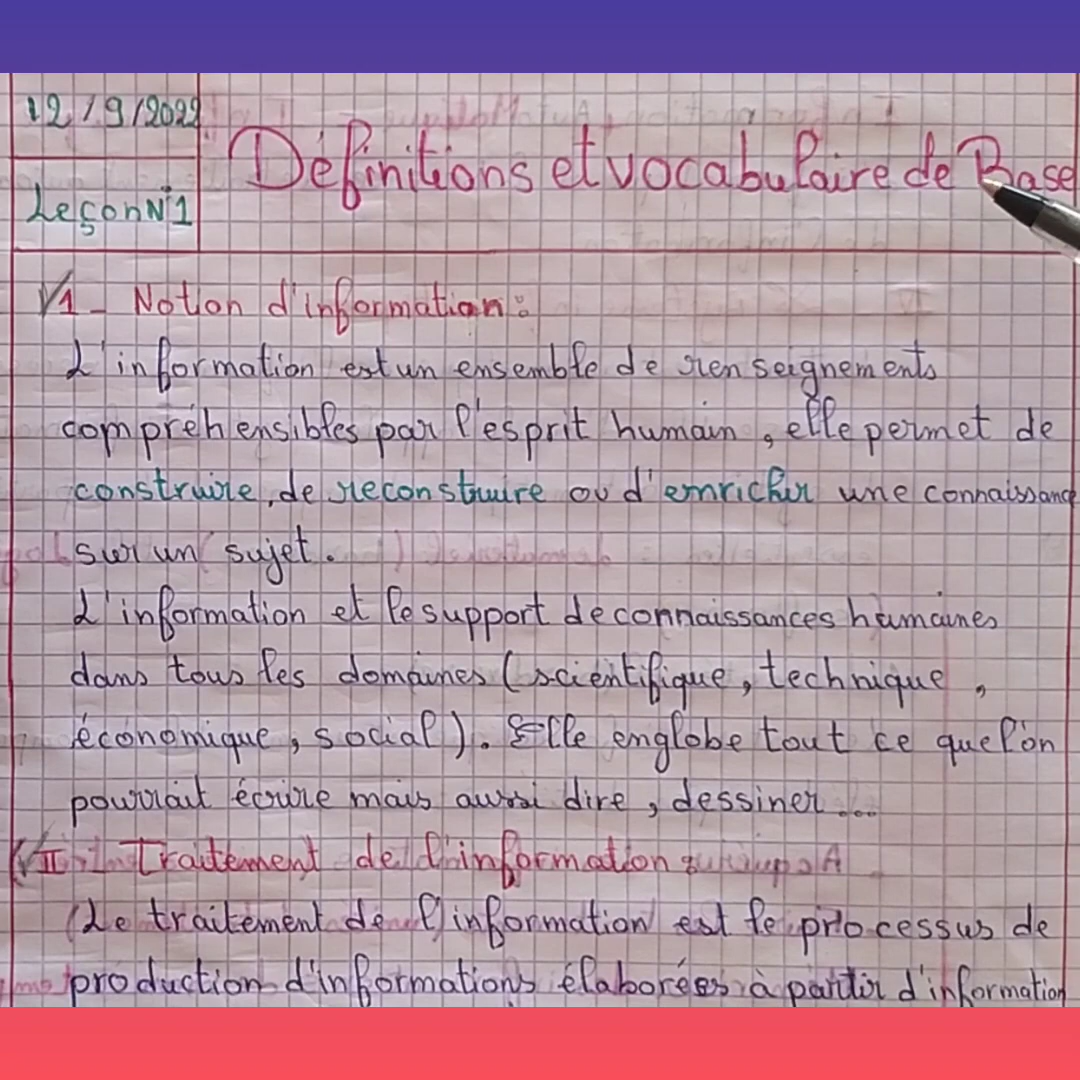 12/9/2022
Leçon N°1
Définitions et vocabulaire de Base
1- Notion d'information:
L'information est un ensemble de renseignements
compréhensibles par l'esprit humain, elle permet de
construire, de reconstruire ou d'enrichir une connaissance
sur un sujet.
L'information et le support de connaissances humaines
dans tous les domaines (scientifique, technique,
économique, social). Elle englobe tout ce que l'on
pourrait écrire mais aussi dire, dessiner...
II- Traitement de l'information
Le traitement de l'information est le processus de
production d'informations élaborées à partir d'information